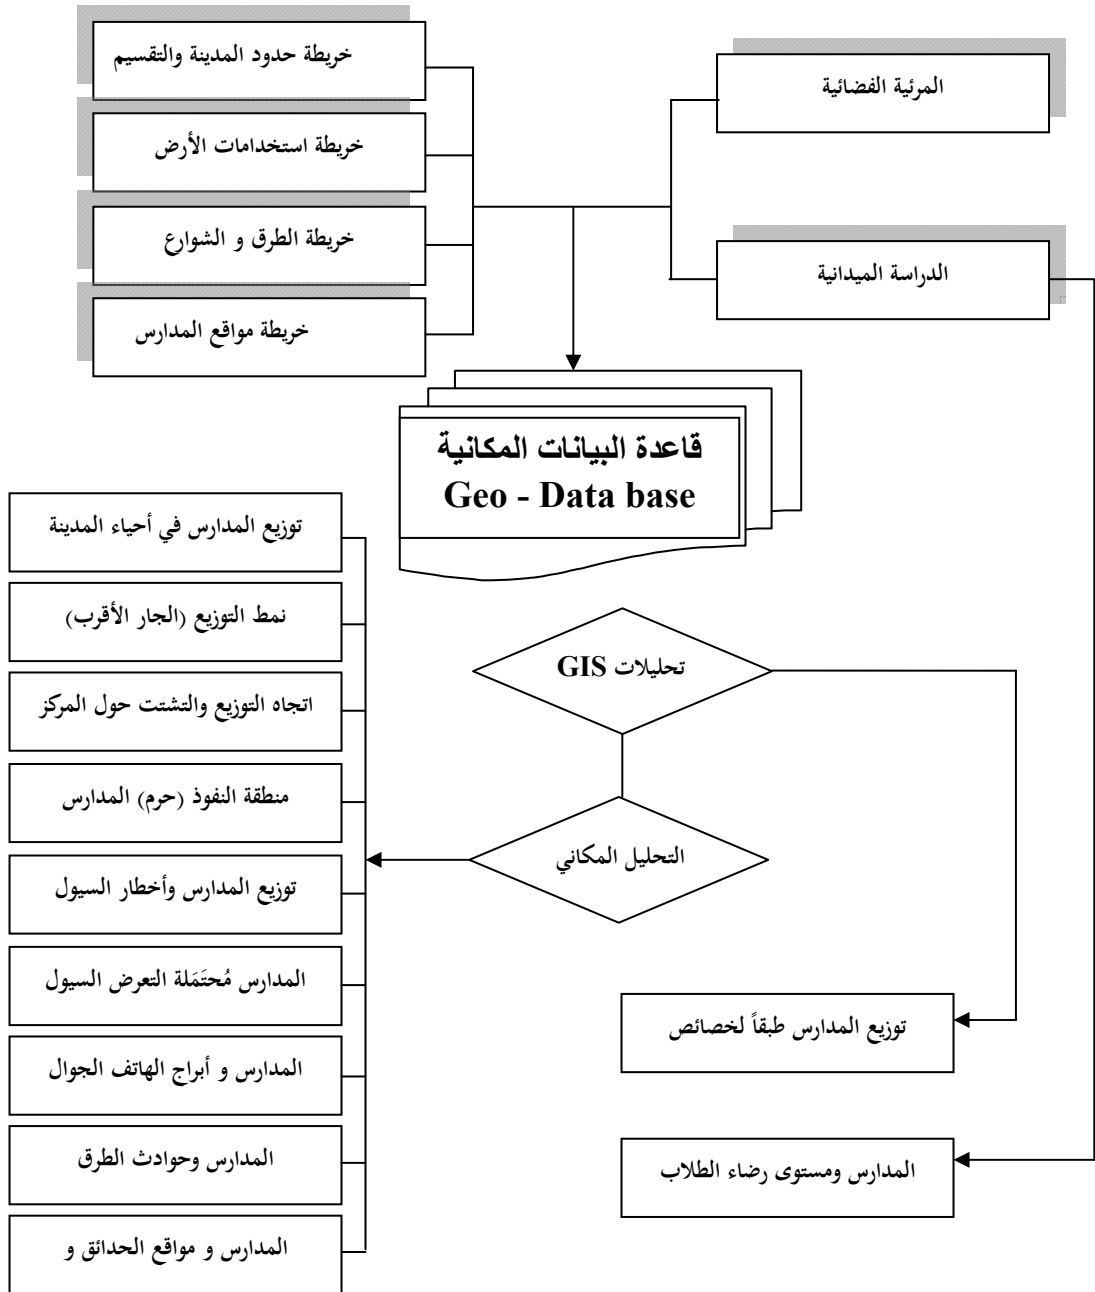 خريطة حدود المدينة والتقسيم
خريطة استخدامات الأرض
خريطة الطرق و الشوارع
خريطة مواقع المدارس
المرئية الفضائية
الدراسة الميدانية
قاعدة البيانات المكانية
Geo - Data base
توزيع المدارس في أحياء المدينة
نمط التوزيع (الجار الأقرب)
اتجاه التوزيع والتشتت حول المركز
منطقة النفوذ (حرم) المدارس
توزيع المدارس وأخطار السيول
المدارس مُحتَمَلة التعرض السيول
المدارس و أبراج الهاتف الجوال
المدارس وحوادث الطرق
المدارس و مواقع الحدائق و
تحليلات GIS
التحليل المكاني
توزيع المدارس طبقاً لخصائص
المدارس ومستوى رضاء الطلاب